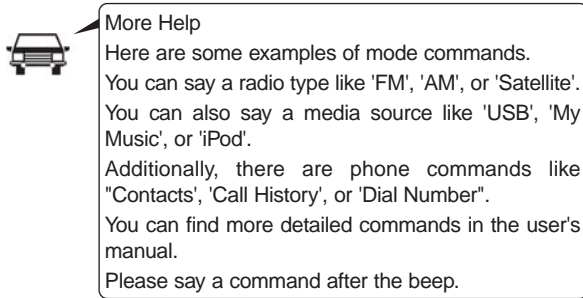 More Help
Here are some examples of mode commands.
You can say a radio type like 'FM', 'AM', or 'Satellite'.
You can also say a media source like 'USB', 'My
Music', or 'iPod'.
Additionally, there are phone commands like
"Contacts', 'Call History', or 'Dial Number".
You can find more detailed commands in the user's
manual.
Please say a command after the beep.